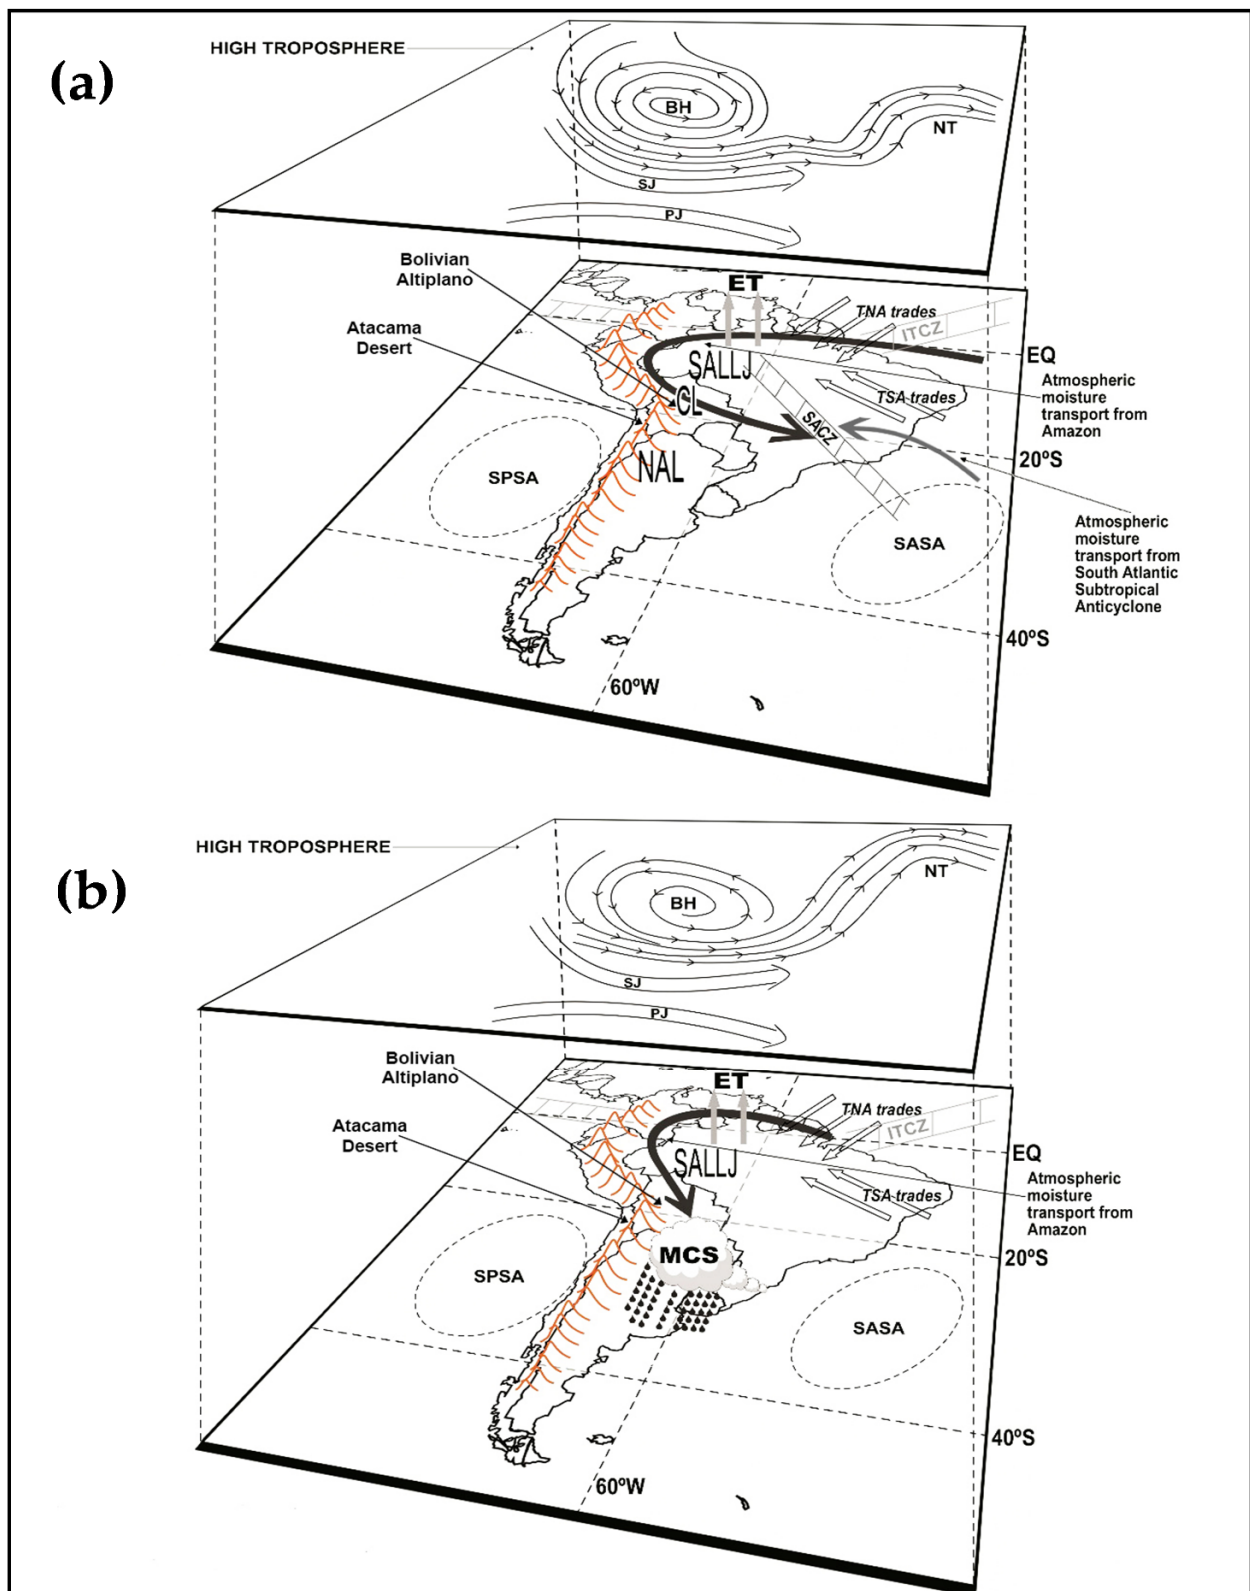 (a)
HIGH TROPOSPHERE
BH
NT
SJ
PJ
Bolivian
Altiplano
Atacama
Desert
ET
TNA trades
ITCZ
EQ
SALLJ
Atmospheric
moisture
transport from
Amazon
CL
TSA trades
SACZ
20ºS
NAL
SPSA
SASA
Atmospheric
moisture
transport from
South Atlantic
Subtropical
Anticyclone
40ºS
60ºW
(b)
HIGH TROPOSPHERE
BH
NT
SJ
PJ
Bolivian
Altiplano
Atacama
Desert
ET
TNA trades
ITCZ
EQ
SALLJ
Atmospheric
moisture
transport from
Amazon
TSA trades
20ºS
MCS
SPSA
SASA
40ºS
60ºW